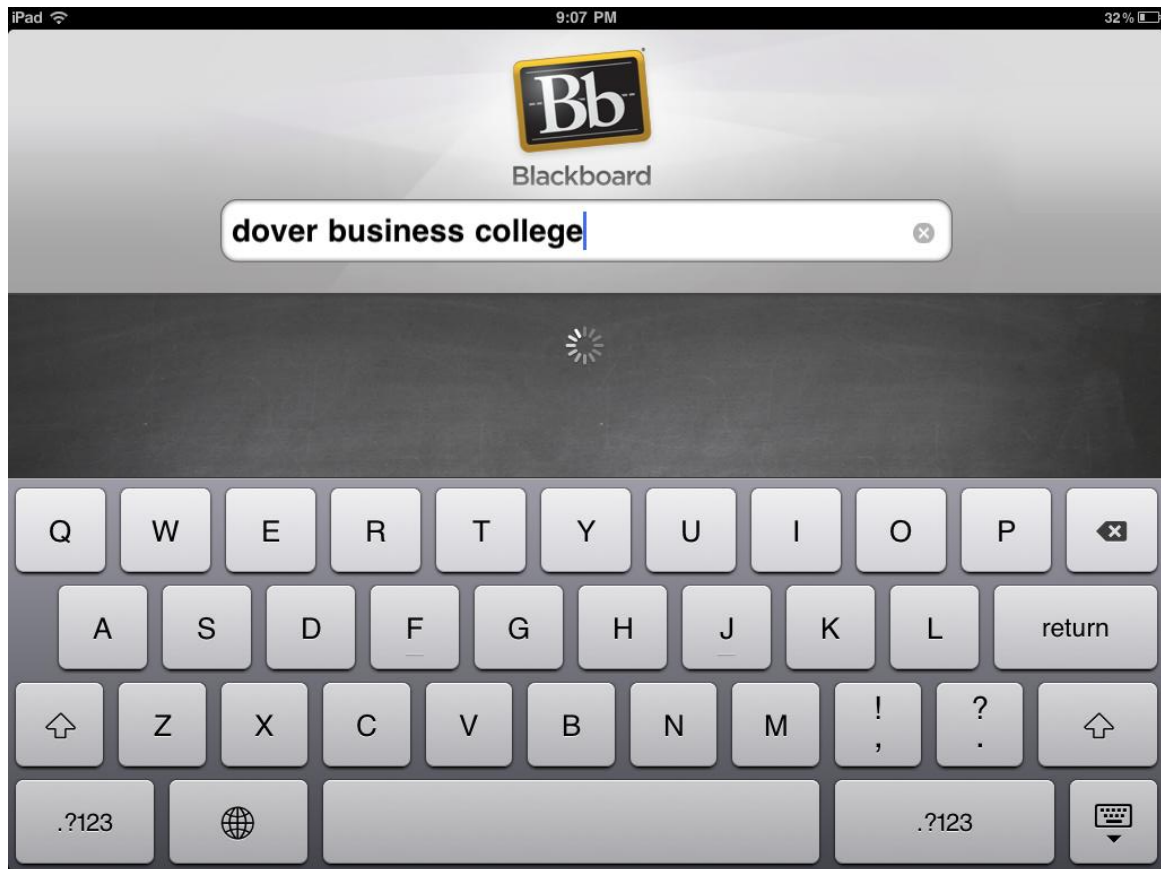 iPad 9:07 PM 32%
Bb
Blackboard
dover business college
Q W E R T Y U I O P
A S D F G H J K L return
Z X C V B N M ! , ? .
.?123 .?123